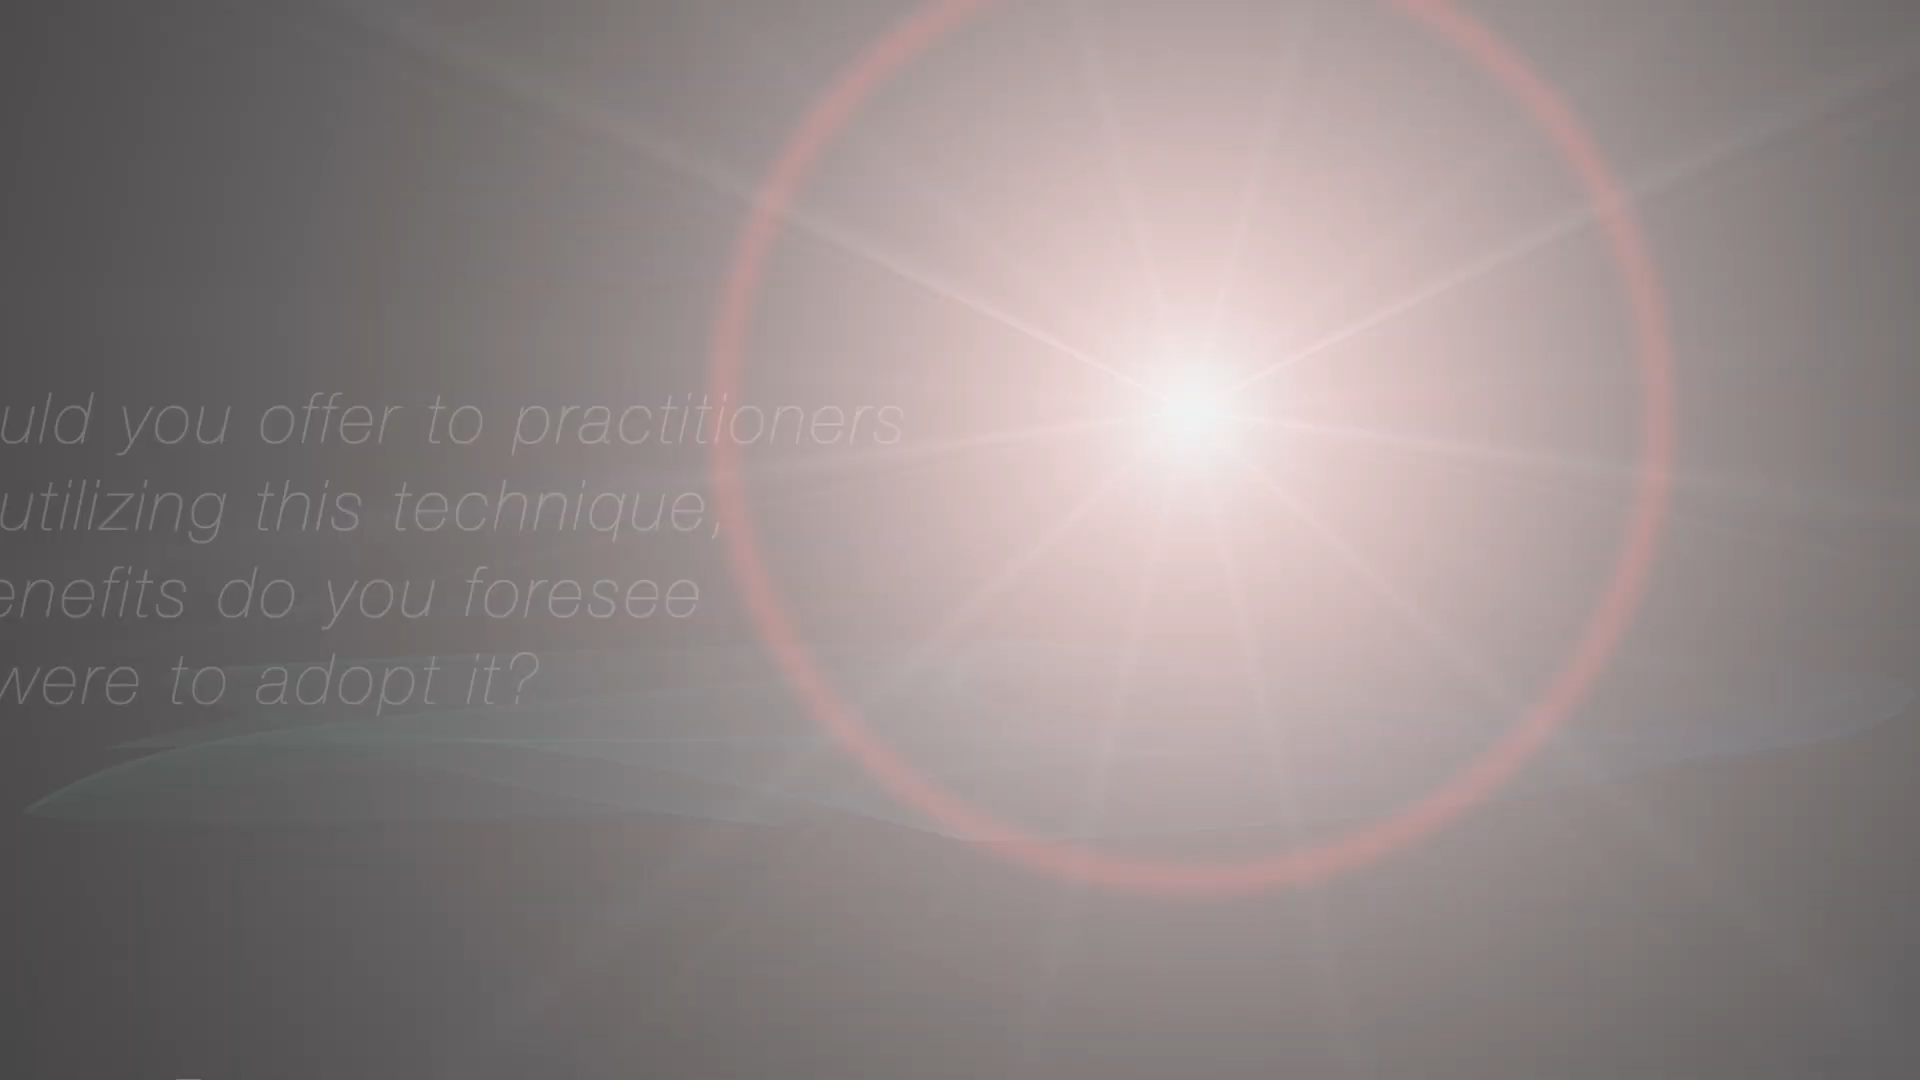 uld you offer to practitioners
utilizing this technique,
enefits do you foresee
were to adopt it?